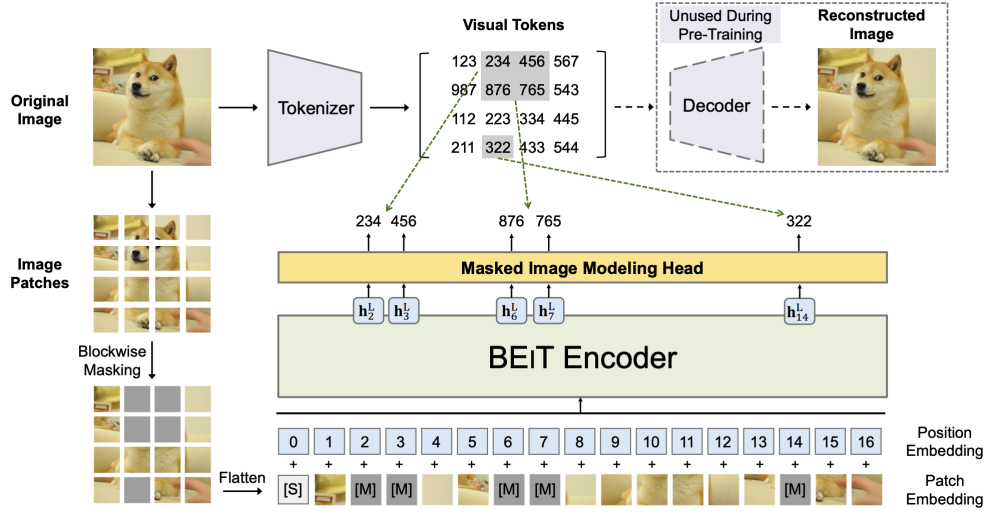 Visual Tokens
Unused During
Pre-Training
Reconstructed
Image
Original
Image
Tokenizer
123 234 456 567
987 876 765 543
112 223 334 445
211 322 433 544
Decoder
234 456 876 765 322
Image
Patches
Masked Image Modeling Head
h₂ᴸ h₃ᴸ h₆ᴸ h₇ᴸ h₁₄ᴸ
BEIT Encoder
Blockwise
Masking
0 1 2 3 4 5 6 7 8 9 10 11 12 13 14 15 16
Position
Embedding
+ + + + + + + + + + + + + + + + +
Flatten
[S] [M] [M] [M] [M] [M]
Patch
Embedding